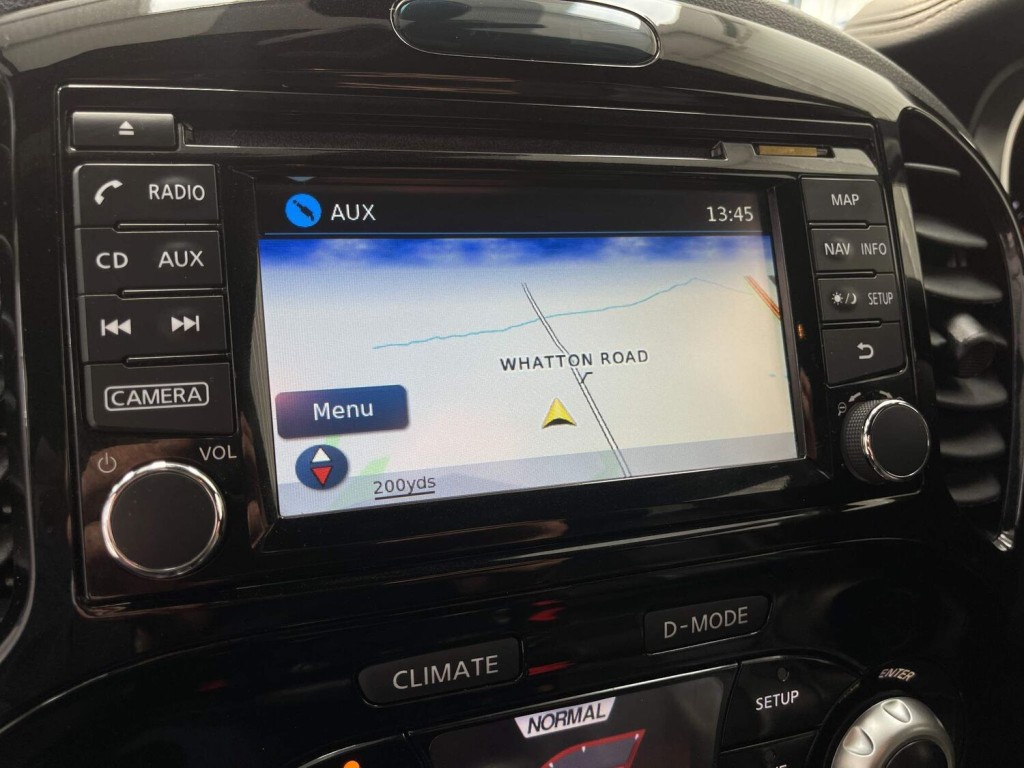 RADIO
CD AUX
CAMERA
VOL
AUX
13:45
WHATTON ROAD
Menu
200yds
MAP
NAV INFO
SETUP
CLIMATE
D-MODE
NORMAL
SETUP
ENTER